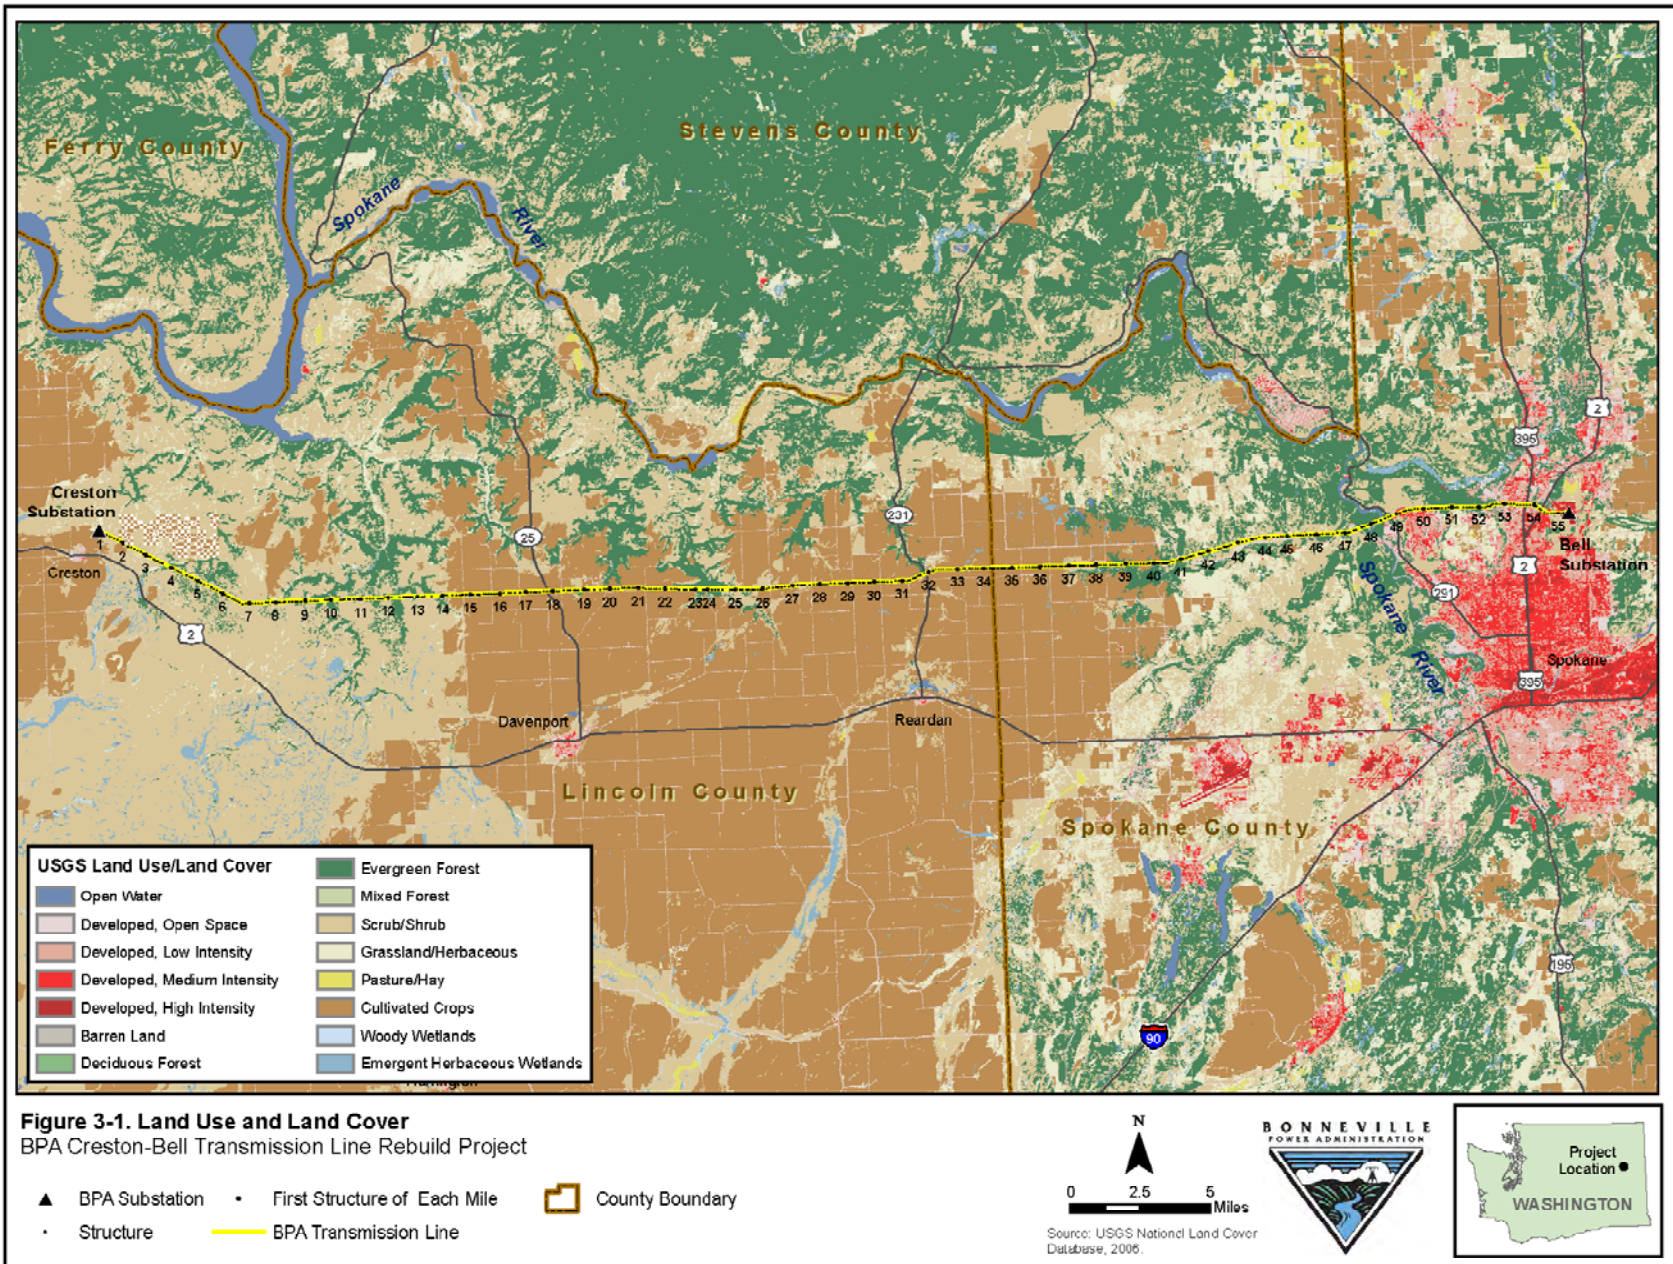 Ferry County
Stevens County
Spokane
River
Creston
Substation
Creston
2
25
231
Davenport
Reardan
Lincoln County
Spokane County
395
2
Bell
Substation
2
291
Spokane
River
Spokane
395
195
90
1 2 3 4 5 6 7 8 9 10 11 12 13 14 15 16 17 18 19 20 21 22 23 24 25 26 27 28 29 30 31 32 33 34 35 36 37 38 39 40 41 42 43 44 45 46 47 48 49 50 51 52 53 54 55
USGS Land Use/Land Cover
Open Water
Developed, Open Space
Developed, Low Intensity
Developed, Medium Intensity
Developed, High Intensity
Barren Land
Deciduous Forest
Evergreen Forest
Mixed Forest
Scrub/Shrub
Grassland/Herbaceous
Pasture/Hay
Cultivated Crops
Woody Wetlands
Emergent Herbaceous Wetlands
Figure 3-1. Land Use and Land Cover
BPA Creston-Bell Transmission Line Rebuild Project
BPA Substation
First Structure of Each Mile
County Boundary
Structure
BPA Transmission Line
N
0 2.5 5
Miles
Source: USGS National Land Cover
Database, 2006.
BONNEVILLE
POWER ADMINISTRATION
Project
Location
WASHINGTON